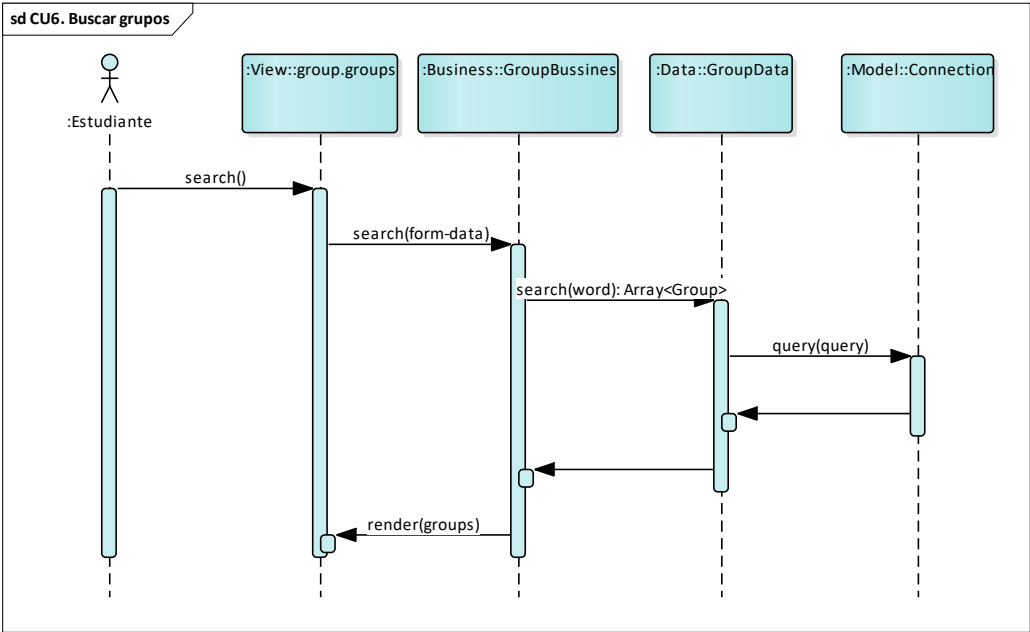 sd CU6. Buscar grupos
:Estudiante
:View::group.groups
:Business::GroupBussines
:Data::GroupData
:Model::Connection
search()
search(form-data)
search(word): Array<Group>
query(query)
render(groups)